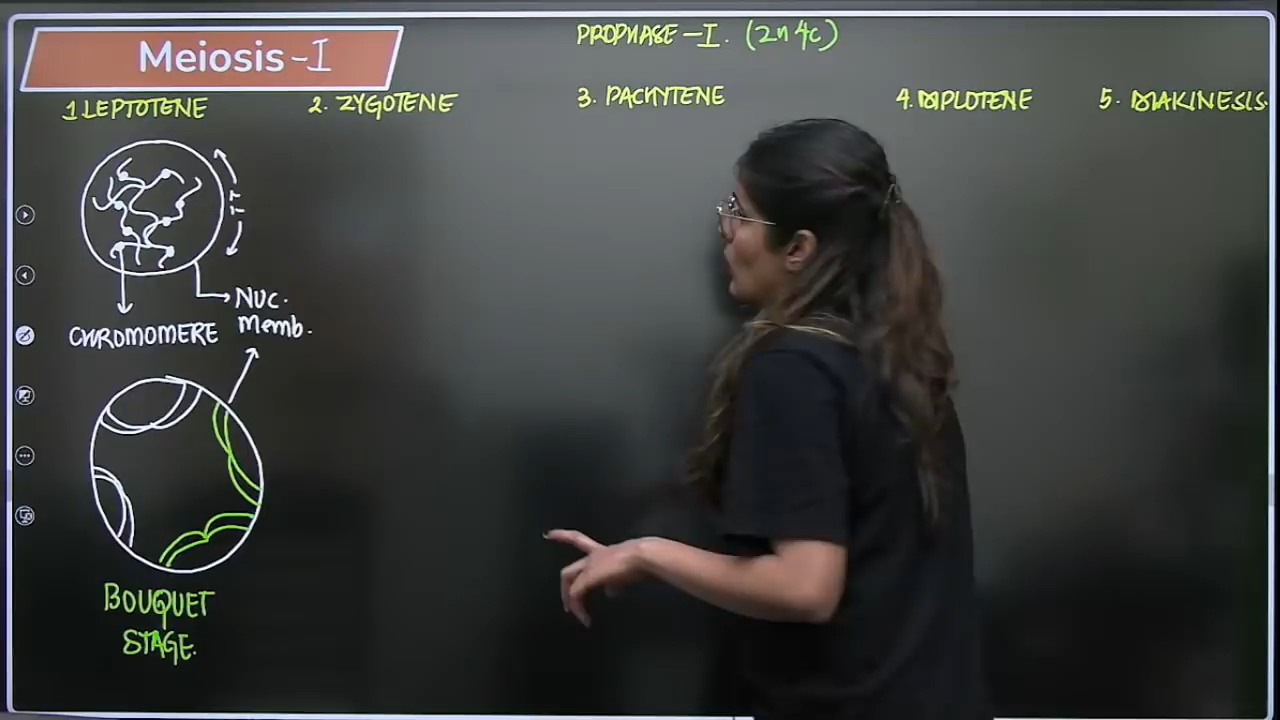 Meiosis -I
PROPHASE -I. (2n 4c)
1. LEPTOTENE
2. ZYGOTENE
3. PACHYTENE
4. DIPLOTENE
5. DIAKINESIS.
CHROMOMERE
NUC.
Memb.
BOUQUET
STAGE.